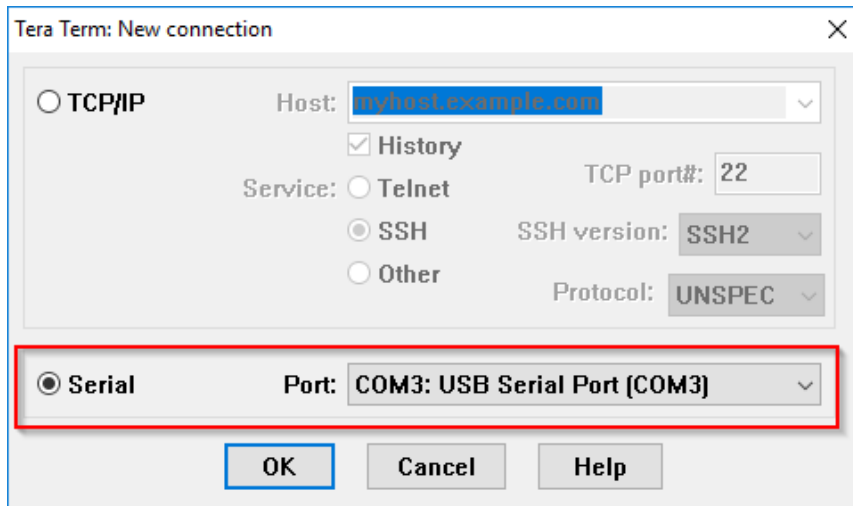 Tera Term: New connection
TCP/IP Host: myhost.example.com
History
Service: Telnet TCP port#: 22
SSH SSH version: SSH2
Other Protocol: UNSPEC
Serial Port: COM3: USB Serial Port (COM3)
OK Cancel Help